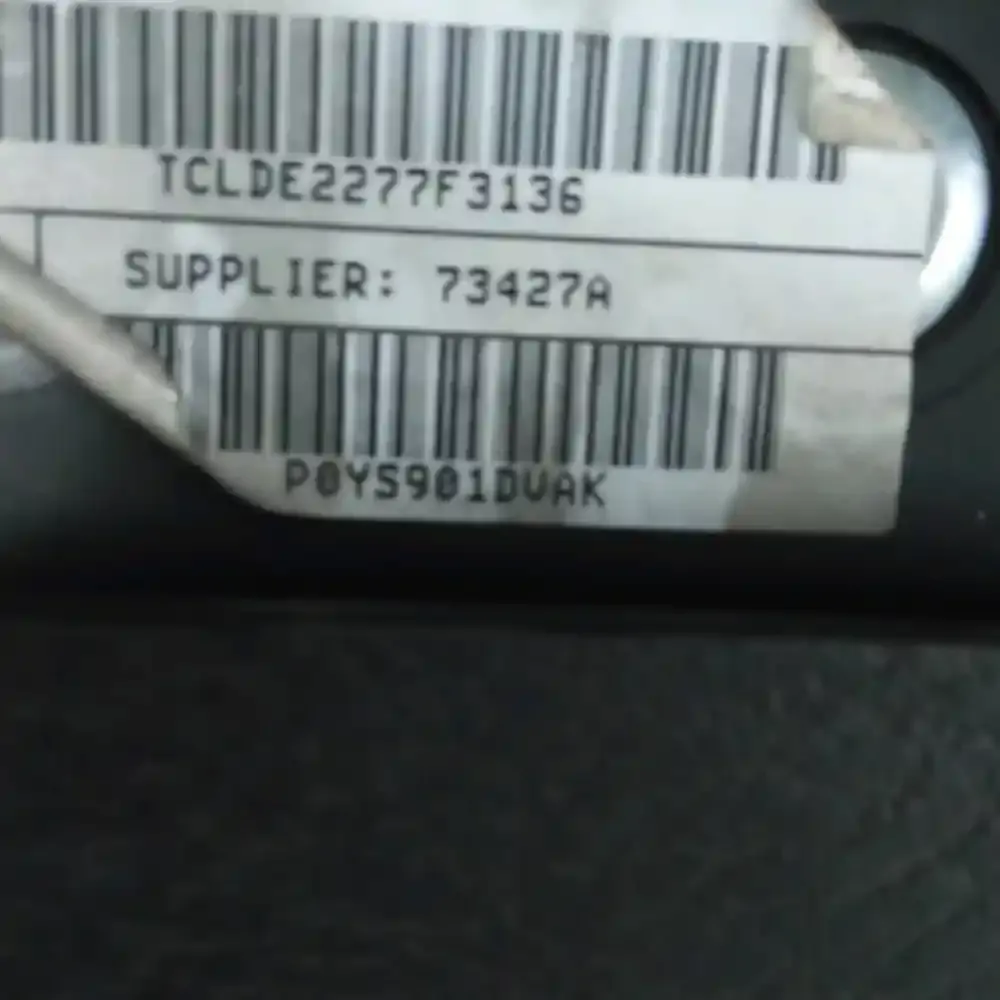 TCLDE2277F3136
SUPPLIER: 73427A
P0YS901DVAK